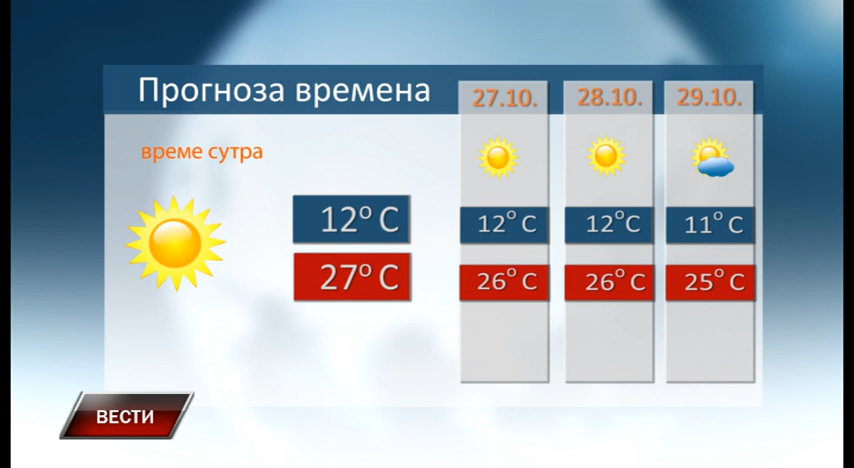 Прогноза времена
време сутра
12° C
27° C
27.10.
12° C
26° C
28.10.
12°C
26° C
29.10.
11° C
25° C
ВЕСТИ